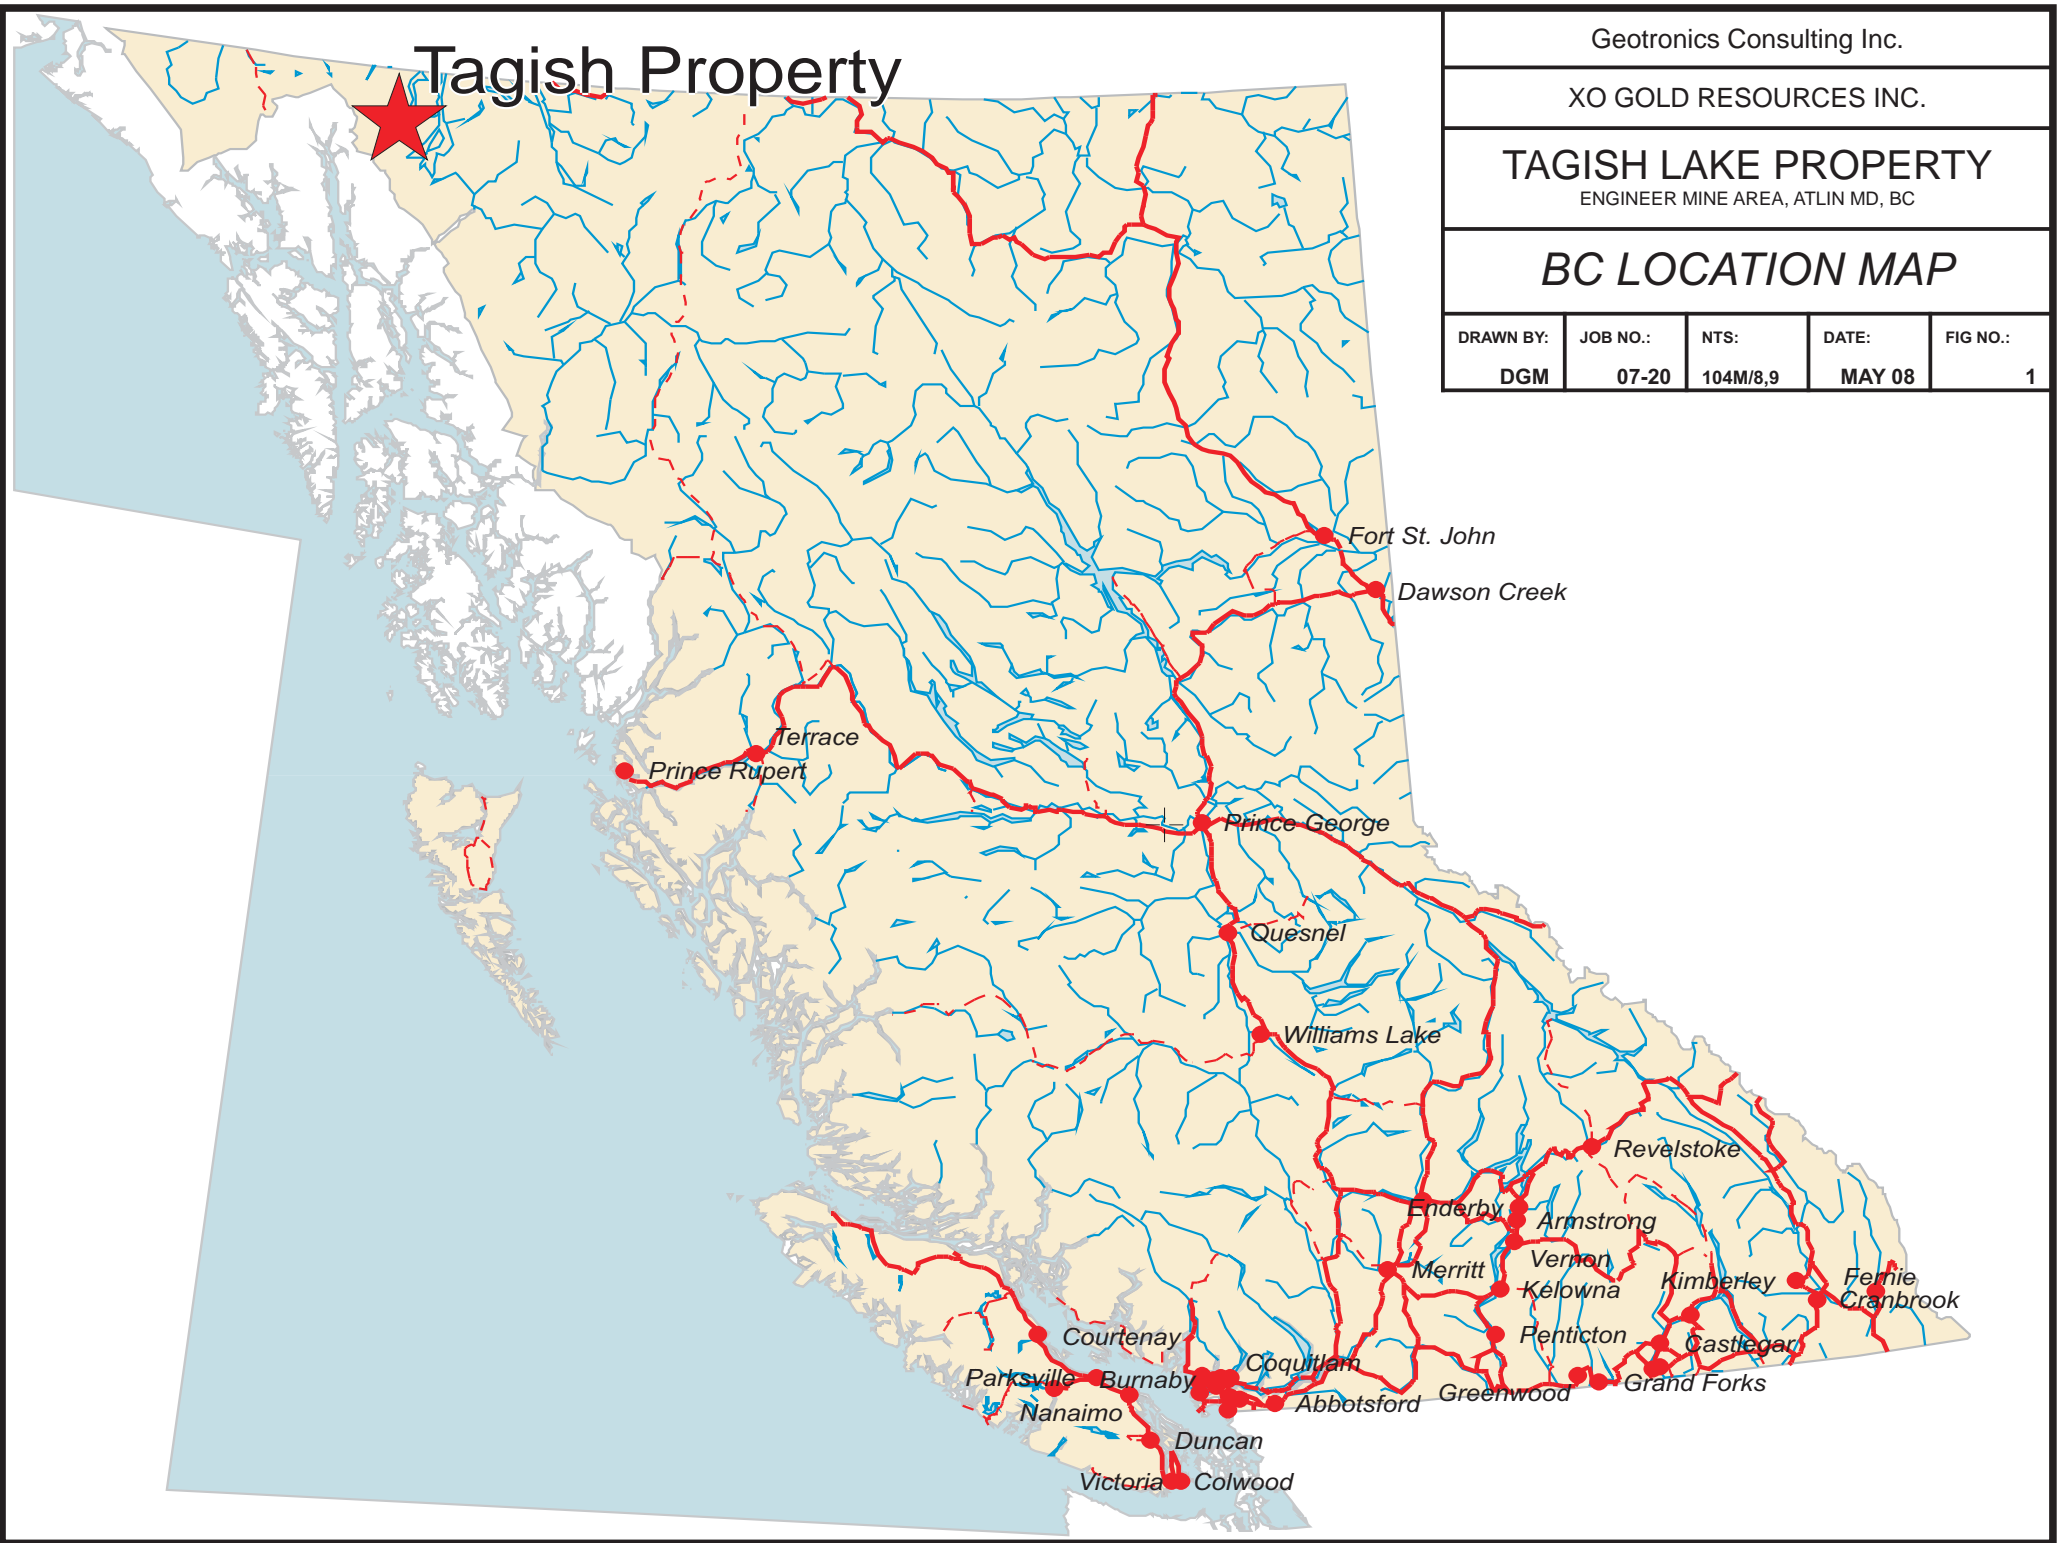 Tagish Property
Geotronics Consulting Inc.
XO GOLD RESOURCES INC.
TAGISH LAKE PROPERTY
ENGINEER MINE AREA, ATLIN MD, BC
BC LOCATION MAP
DRAWN BY: JOB NO.: NTS: DATE: FIG NO.:
DGM 07-20 104M/8,9 MAY 08 1
Fort St. John
Dawson Creek
Terrace
Prince Rupert
Prince George
Quesnel
Williams Lake
Revelstoke
Enderby
Armstrong
Vernon
Merritt
Kimberley
Fernie
Kelowna
Cranbrook
Courtenay
Penticton
Castlegar
Coquitlam
Parksville
Burnaby
Greenwood
Grand Forks
Abbotsford
Nanaimo
Duncan
Victoria
Colwood